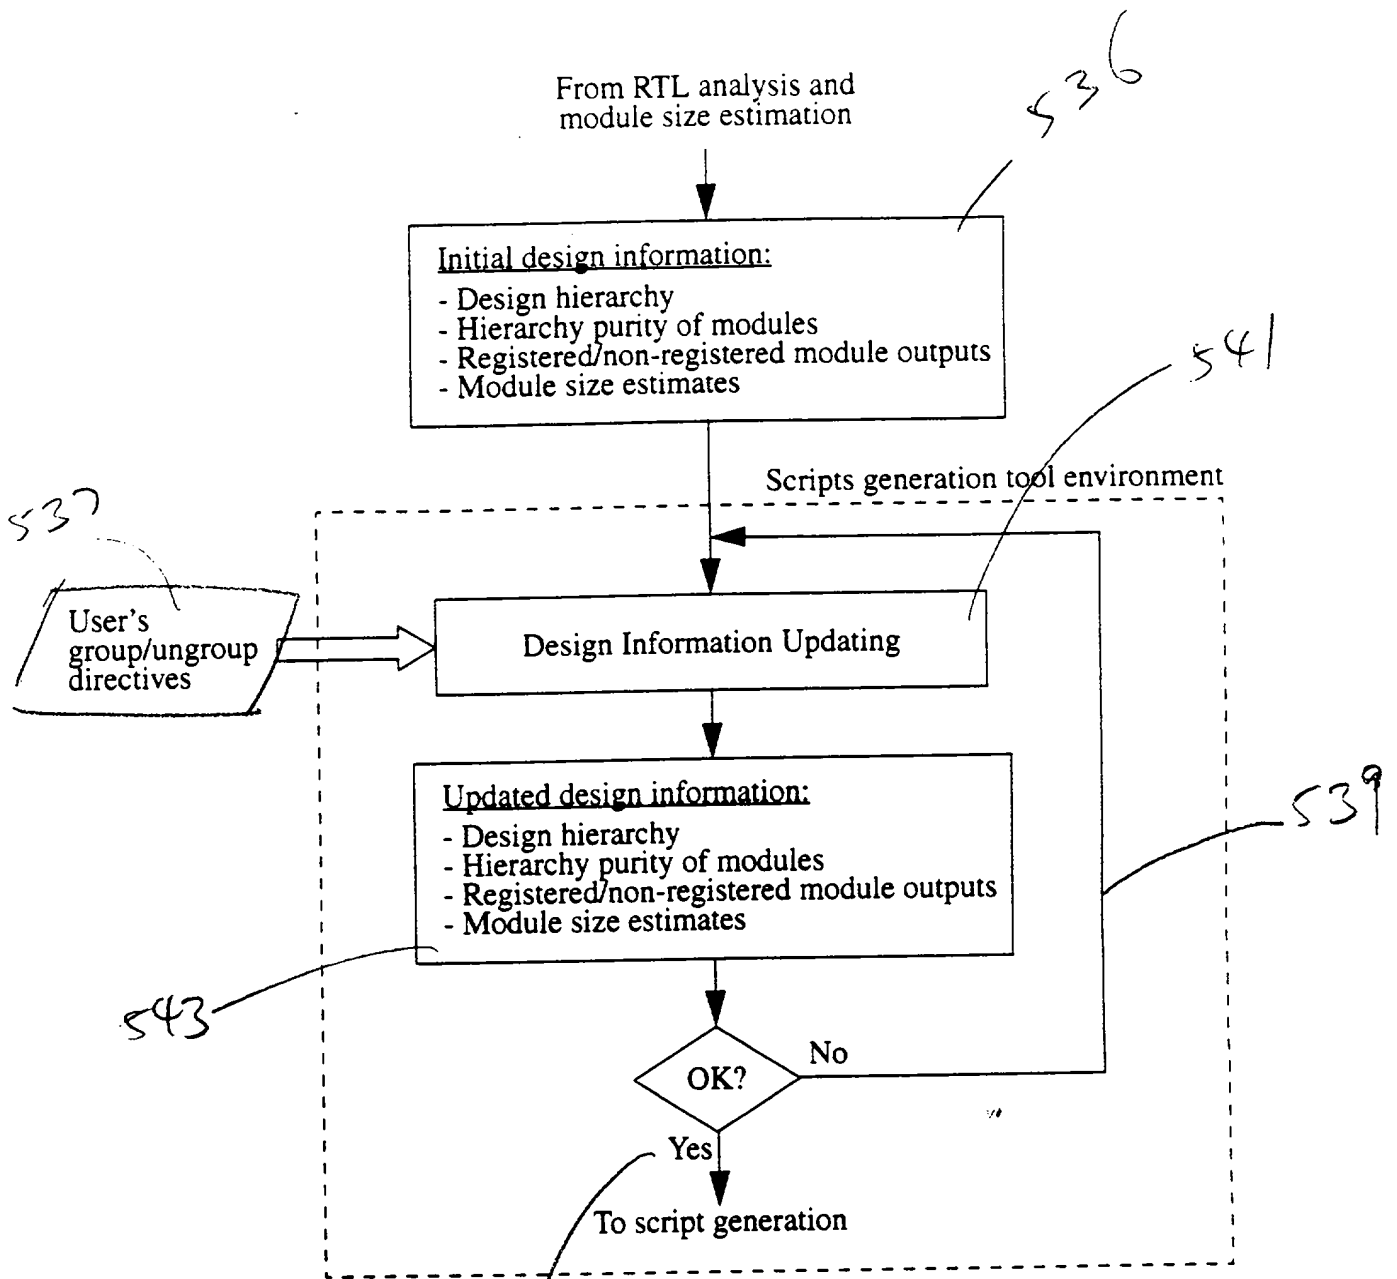 From RTL analysis and
module size estimation
536
Initial design information:
- Design hierarchy
- Hierarchy purity of modules
- Registered/non-registered module outputs
- Module size estimates
541
Scripts generation tool environment
537
User's
group/ungroup
directives
Design Information Updating
Updated design information:
- Design hierarchy
- Hierarchy purity of modules
- Registered/non-registered module outputs
- Module size estimates
539
543
OK?
No
Yes
To script generation